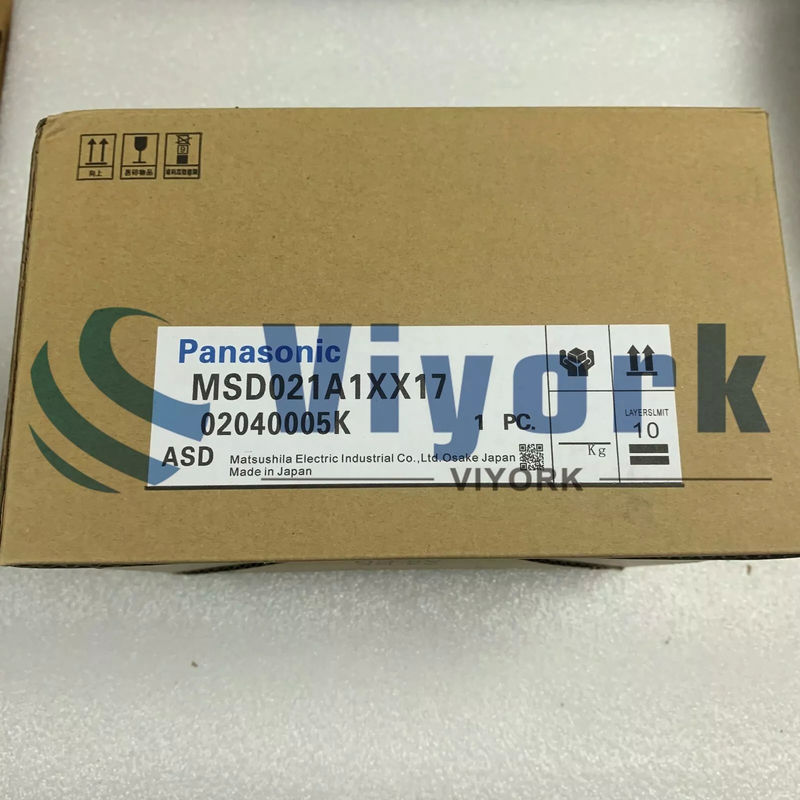 向上
Panasonic
MSD021A1XX17
02040005K
1 PC.
ASD
Matsushila Electric Industrial Co.,Ltd.Osake Japan
Made in Japan
Kg
LAYERSLMIT
10
Viyork
VIYORK